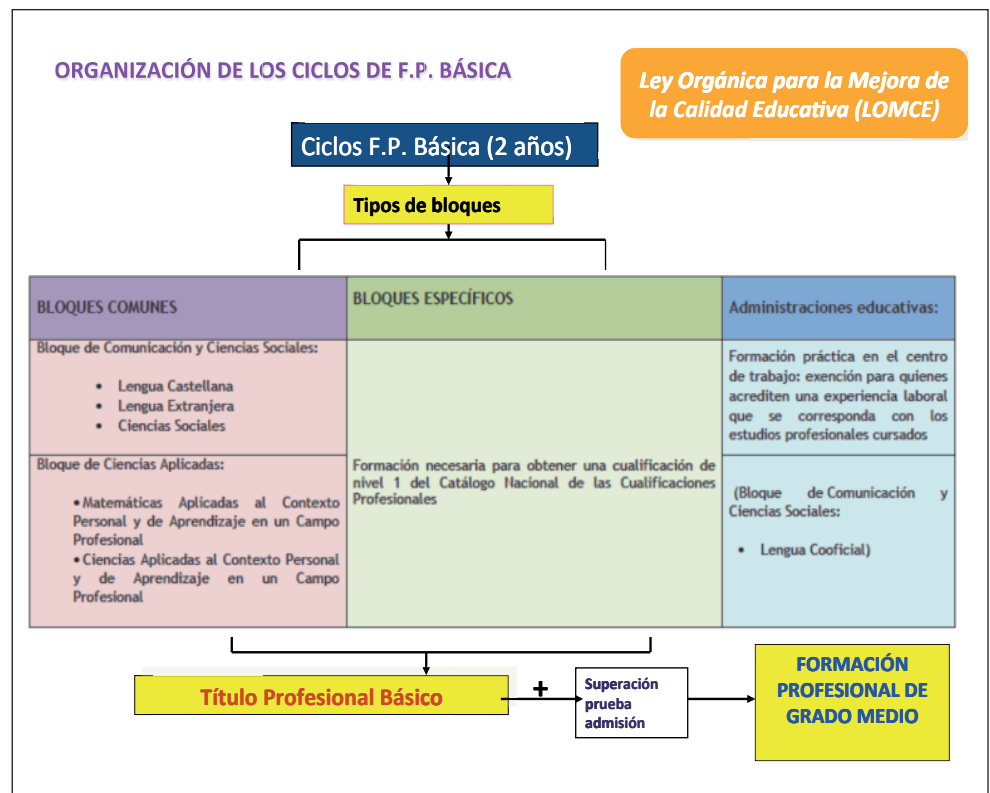 ORGANIZACIÓN DE LOS CICLOS DE F.P. BÁSICA
Ley Orgánica para la Mejora de
la Calidad Educativa (LOMCE)
Ciclos F.P. Básica (2 años)
Tipos de bloques
BLOQUES COMUNES
BLOQUES ESPECÍFICOS
Administraciones educativas:
Bloque de Comunicación y Ciencias Sociales:
• Lengua Castellana
• Lengua Extranjera
• Ciencias Sociales
Formación práctica en el centro
de trabajo: exención para quienes
acrediten una experiencia laboral
que se corresponda con los
estudios profesionales cursados
Bloque de Ciencias Aplicadas:
• Matemáticas Aplicadas al Contexto
Personal y de Aprendizaje en un Campo
Profesional
• Ciencias Aplicadas al Contexto Personal
y de Aprendizaje en un Campo
Profesional
Formación necesaria para obtener una cualificación de
nivel 1 del Catálogo Nacional de las Cualificaciones
Profesionales
(Bloque de Comunicación y
Ciencias Sociales:
• Lengua Cooficial)
Título Profesional Básico
+
Superación
prueba
admisión
FORMACIÓN
PROFESIONAL DE
GRADO MEDIO